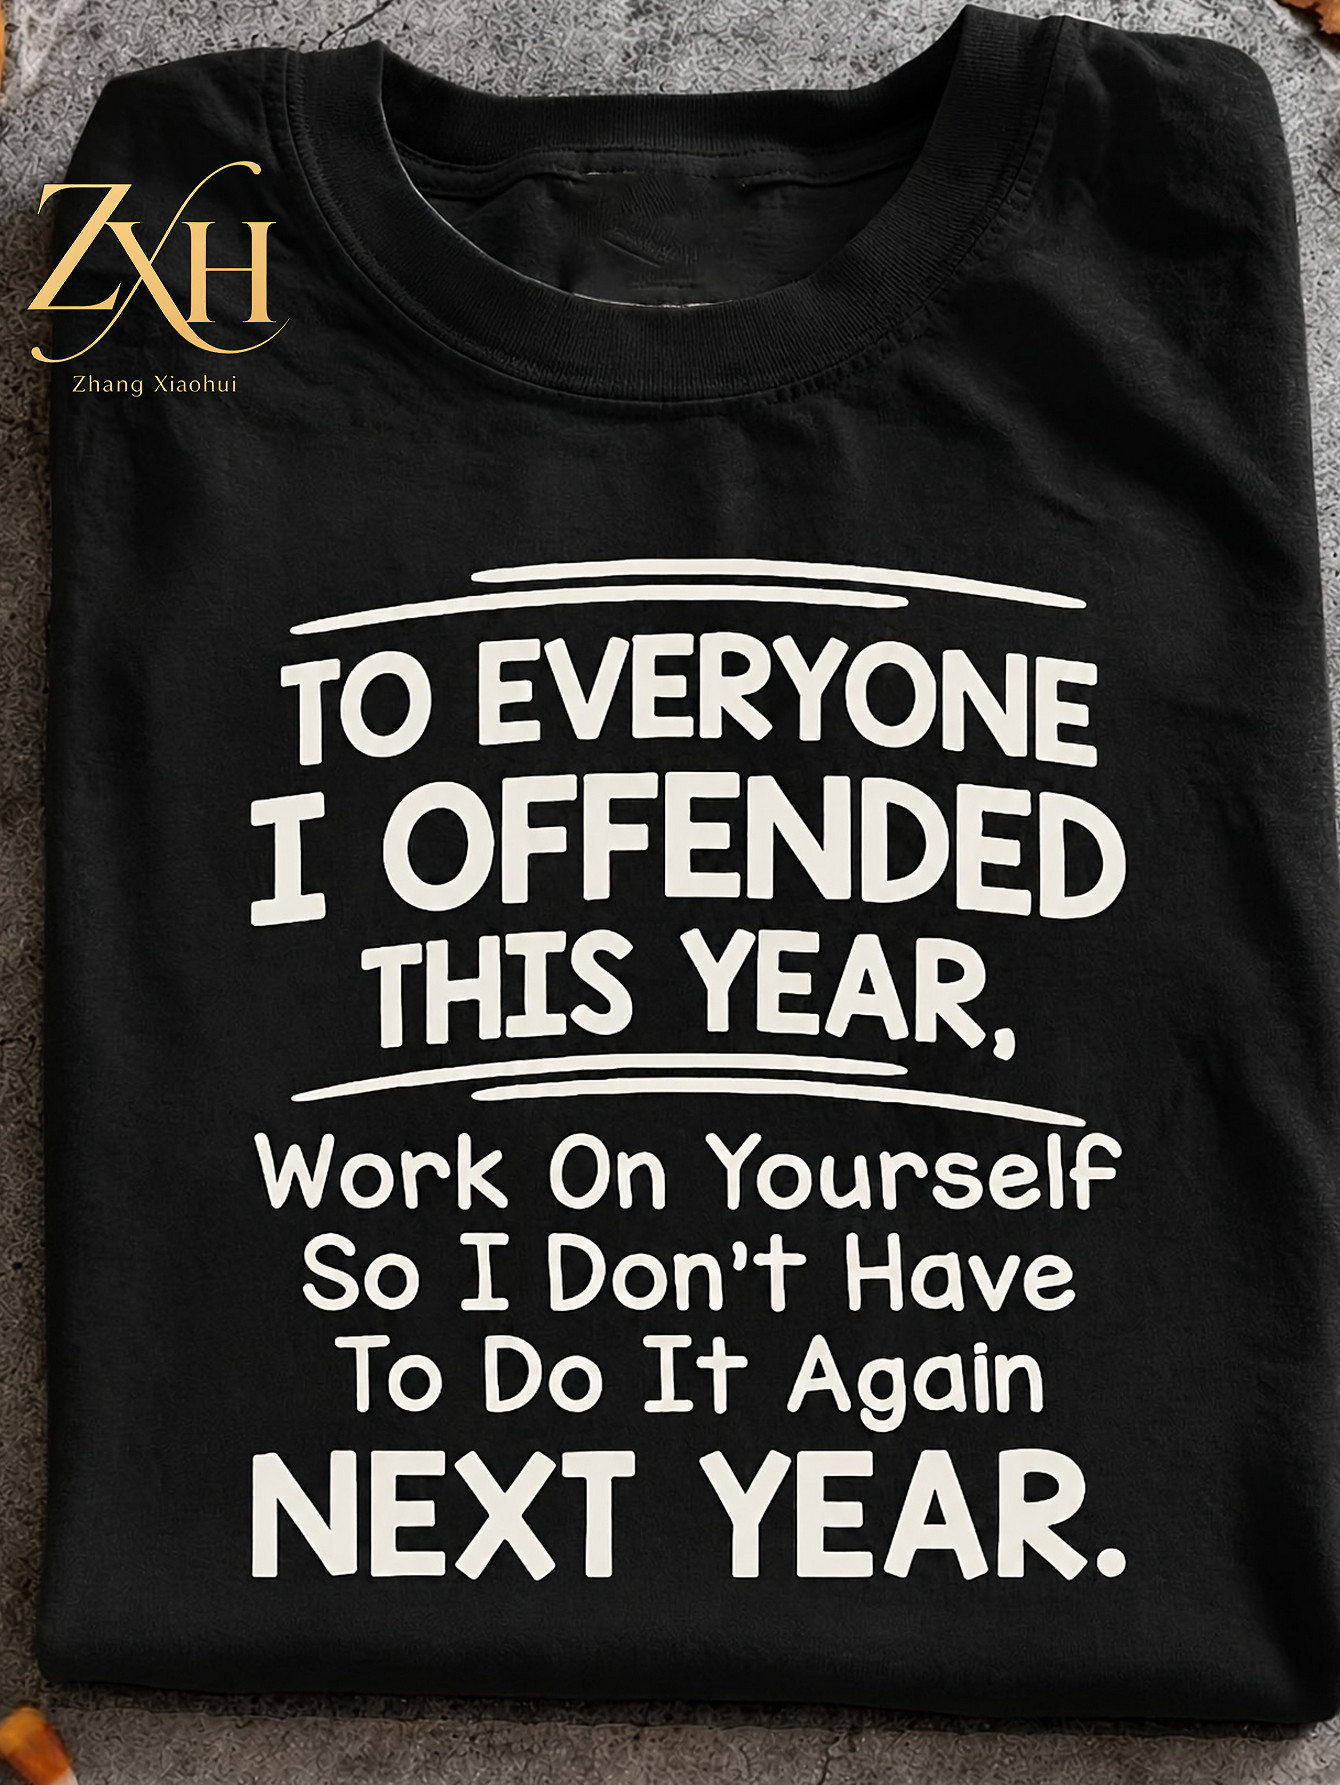 ZXH
Zhang Xiaohui
TO EVERYONE
I OFFENDED
THIS YEAR,
Work On Yourself
So I Don't Have
To Do It Again
NEXT YEAR.